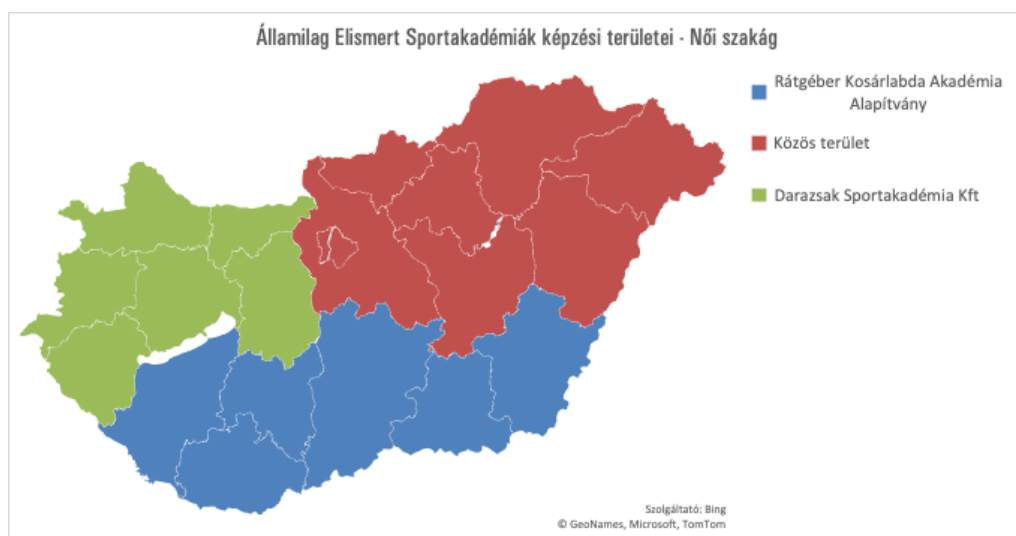 Államilag Elismert Sportakadémiák képzési területei - Női szakág
Rátgéber Kosárlabda Akadémia
Alapítvány
Közös terület
Darazsak Sportakadémia Kft
Szolgáltató: Bing
© GeoNames, Microsoft, TomTom